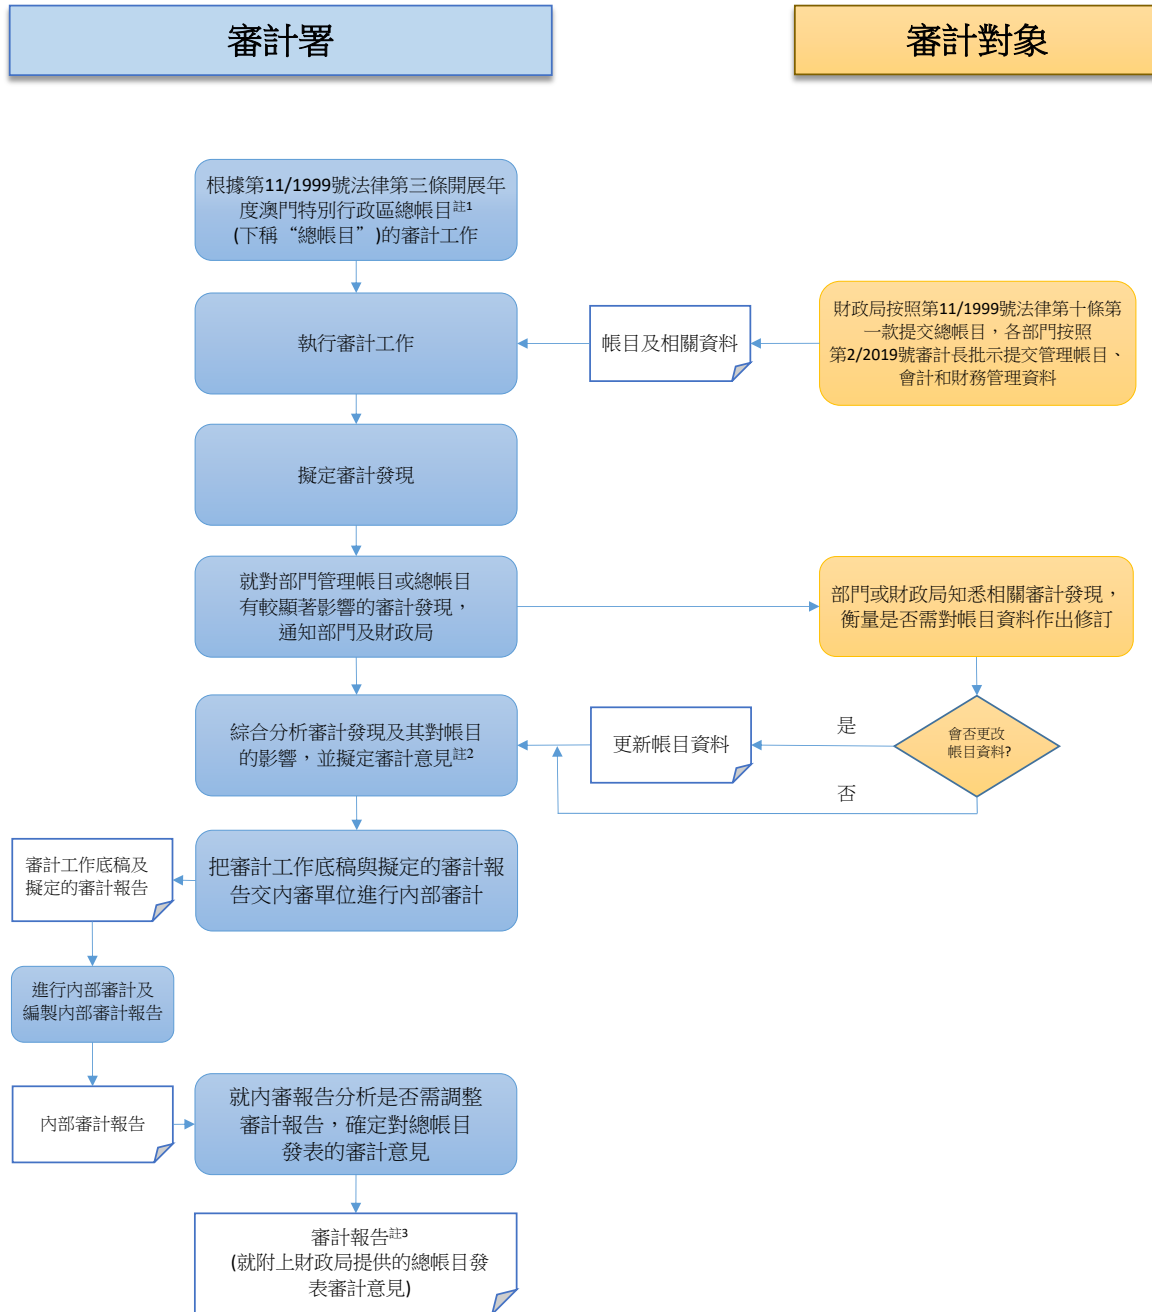 審計署
審計對象
根據第11/1999號法律第三條開展年
度澳門特別行政區總帳目註1
(下稱“總帳目”)的審計工作
執行審計工作
帳目及相關資料
財政局按照第11/1999號法律第十條第
一款提交總帳目，各部門按照
第2/2019號審計長批示提交管理帳目、
會計和財務管理資料
擬定審計發現
就對部門管理帳目或總帳目
有較顯著影響的審計發現，
通知部門及財政局
部門或財政局知悉相關審計發現，
衡量是否需對帳目資料作出修訂
綜合分析審計發現及其對帳目
的影響，並擬定審計意見註2
更新帳目資料
是
會否更改
帳目資料?
否
把審計工作底稿與擬定的審計報
告交內審單位進行內部審計
審計工作底稿及
擬定的審計報告
進行內部審計及
編製內部審計報告
內部審計報告
就內審報告分析是否需調整
審計報告，確定對總帳目
發表的審計意見
審計報告註3
(就附上財政局提供的總帳目發
表審計意見)